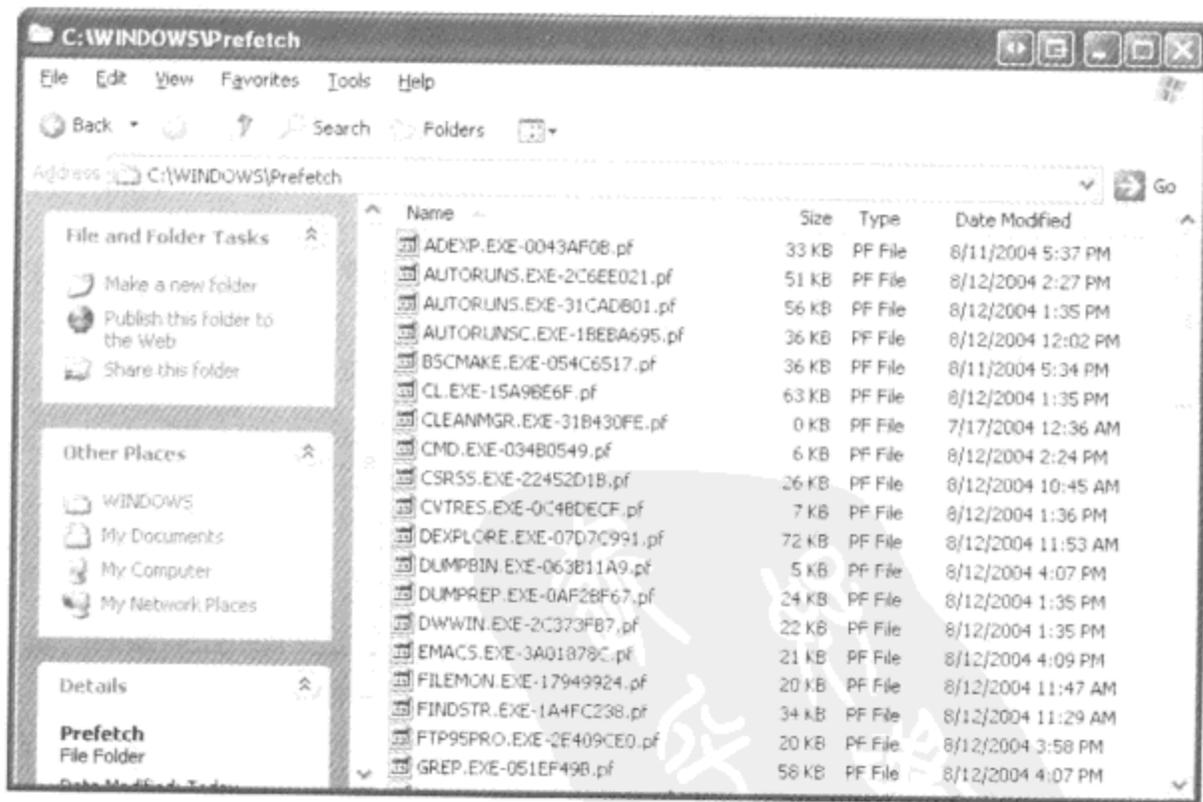 C:\WINDOWS\Prefetch
File Edit View Favorites Tools Help
Back Search Folders
Address C:\WINDOWS\Prefetch Go
File and Folder Tasks
Make a new folder
Publish this folder to
the Web
Share this folder
Other Places
WINDOWS
My Documents
My Computer
My Network Places
Details
Prefetch
File Folder
Date Modified: Today
Name Size Type Date Modified
ADEXP.EXE-0043AF0B.pf 33 KB PF File 8/11/2004 5:37 PM
AUTORUNS.EXE-2C6EE021.pf 51 KB PF File 8/12/2004 2:27 PM
AUTORUNS.EXE-31CADB01.pf 56 KB PF File 8/12/2004 1:35 PM
AUTORUNSC.EXE-1BEBA695.pf 36 KB PF File 8/12/2004 12:02 PM
BSCMAKE.EXE-054C6517.pf 36 KB PF File 8/11/2004 5:34 PM
CL.EXE-15A9BE6F.pf 63 KB PF File 8/12/2004 1:35 PM
CLEANMGR.EXE-31B430FE.pf 0 KB PF File 7/17/2004 12:36 AM
CMD.EXE-034B0549.pf 6 KB PF File 8/12/2004 2:24 PM
CSRSS.EXE-22452D1B.pf 26 KB PF File 8/12/2004 10:45 AM
CVTRES.EXE-0C4BDECF.pf 7 KB PF File 8/12/2004 1:36 PM
DEXPLORE.EXE-07D7C991.pf 72 KB PF File 8/12/2004 11:53 AM
DUMPBIN.EXE-063B11A9.pf 5 KB PF File 8/12/2004 4:07 PM
DUMPREP.EXE-0AF2BF67.pf 24 KB PF File 8/12/2004 1:35 PM
DWWIN.EXE-2C373FB7.pf 22 KB PF File 8/12/2004 1:35 PM
EMACS.EXE-3A01878C.pf 21 KB PF File 8/12/2004 4:09 PM
FILEMON.EXE-17949924.pf 20 KB PF File 8/12/2004 11:47 AM
FINDSTR.EXE-1A4FC238.pf 34 KB PF File 8/12/2004 11:29 AM
FTP95PRO.EXE-2E409CE0.pf 20 KB PF File 8/12/2004 3:58 PM
GREP.EXE-051EF49B.pf 58 KB PF File 8/12/2004 4:07 PM